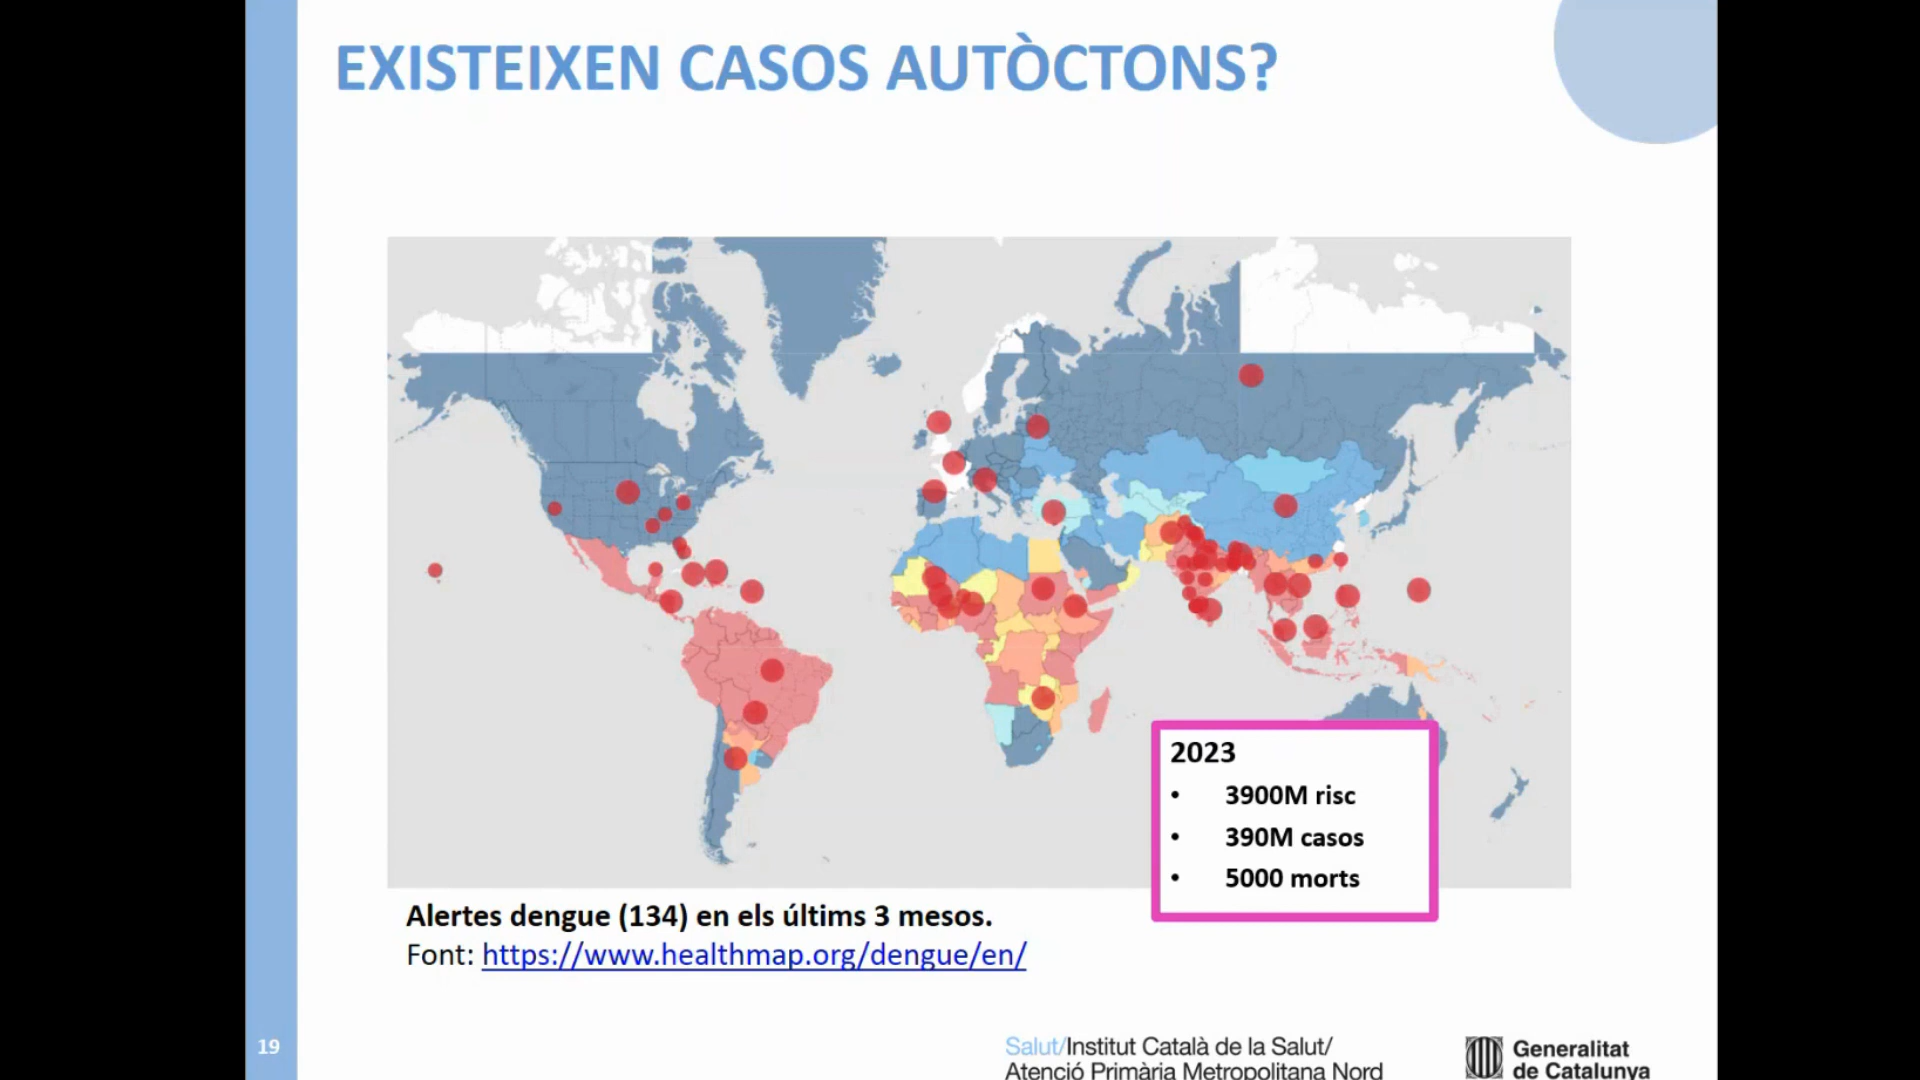 EXISTEIXEN CASOS AUTÒCTONS?
2023
• 3900M risc
• 390M casos
• 5000 morts
Alertes dengue (134) en els últims 3 mesos.
Font: https://www.healthmap.org/dengue/en/
19
Salut/Institut Català de la Salut/
Atenció Primària Metropolitana Nord
Generalitat
de Catalunya